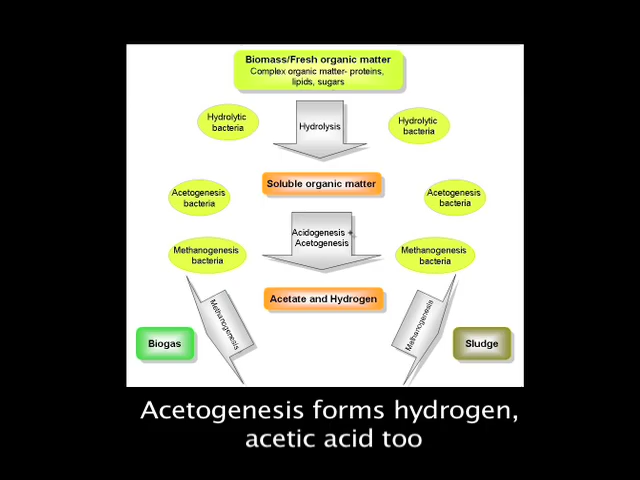 Biomass/Fresh organic matter
Complex organic matter- proteins,
lipids, sugars
Hydrolytic
bacteria
Hydrolysis
Hydrolytic
bacteria
Soluble organic matter
Acetogenesis
bacteria
Acetogenesis
bacteria
Acidogenesis +
Acetogenesis
Methanogenesis
bacteria
Methanogenesis
bacteria
Acetate and Hydrogen
Methanogenesis
Methanogenesis
Biogas
Sludge
Acetogenesis forms hydrogen,
acetic acid too